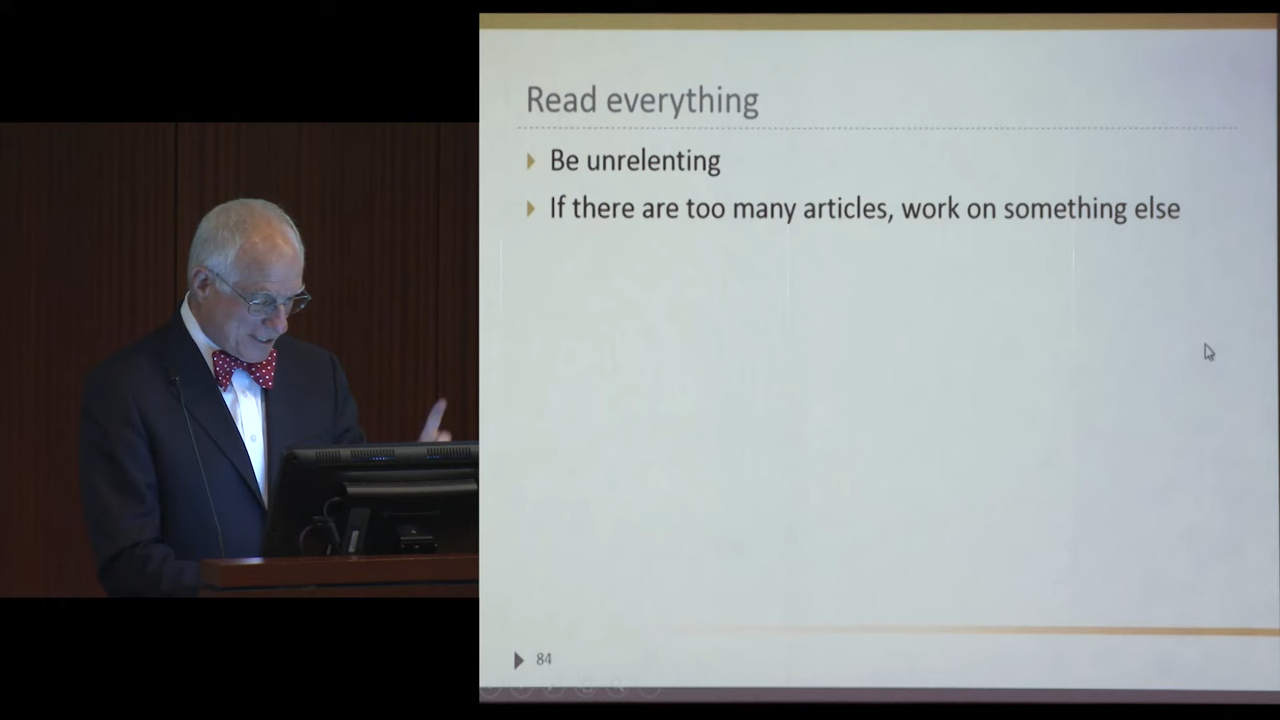 Read everything
Be unrelenting
If there are too many articles, work on something else
84